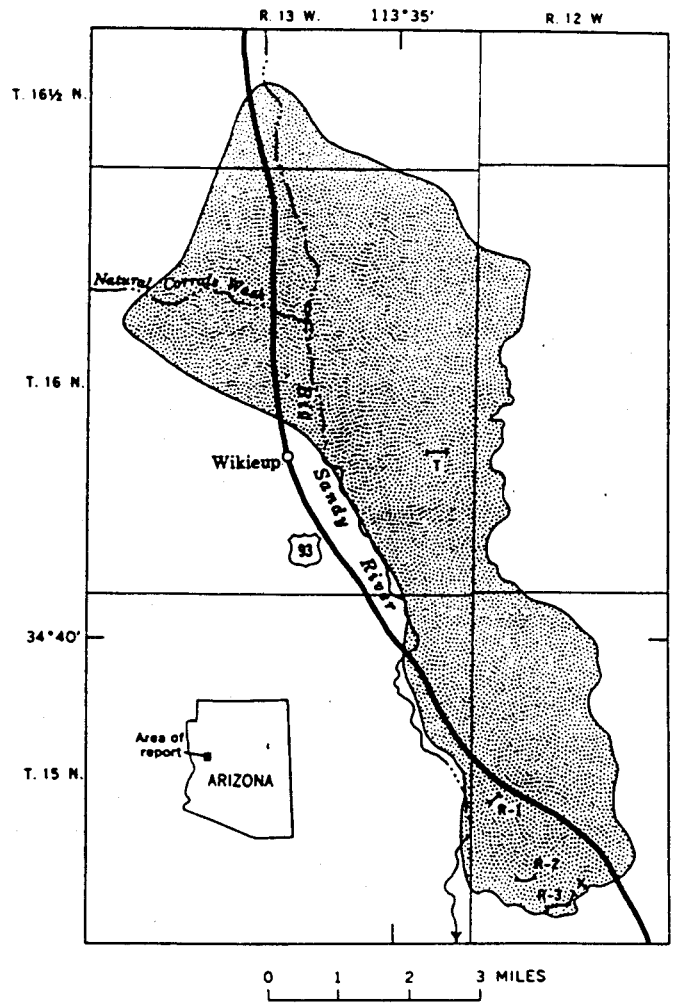 R. 13 W. 113°35' R. 12 W
T. 16½ N.
Natural Corrals Wash
T. 16 N.
Big
Wikieup
T
Sandy
93
River
34°40'
Area of
report
ARIZONA
T. 15 N.
R-1
R-2
R-3 X
0 1 2 3 MILES